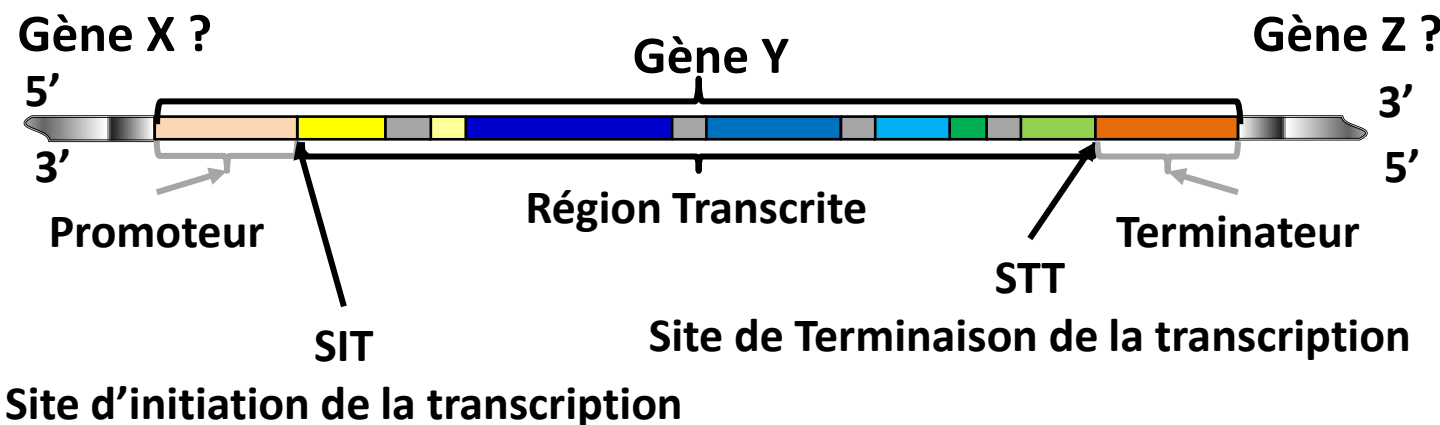 Gène X ?
Gène Y
Gène Z ?
5’
3’
3’
5’
Promoteur
Région Transcrite
Terminateur
SIT
Site d’initiation de la transcription
STT
Site de Terminaison de la transcription